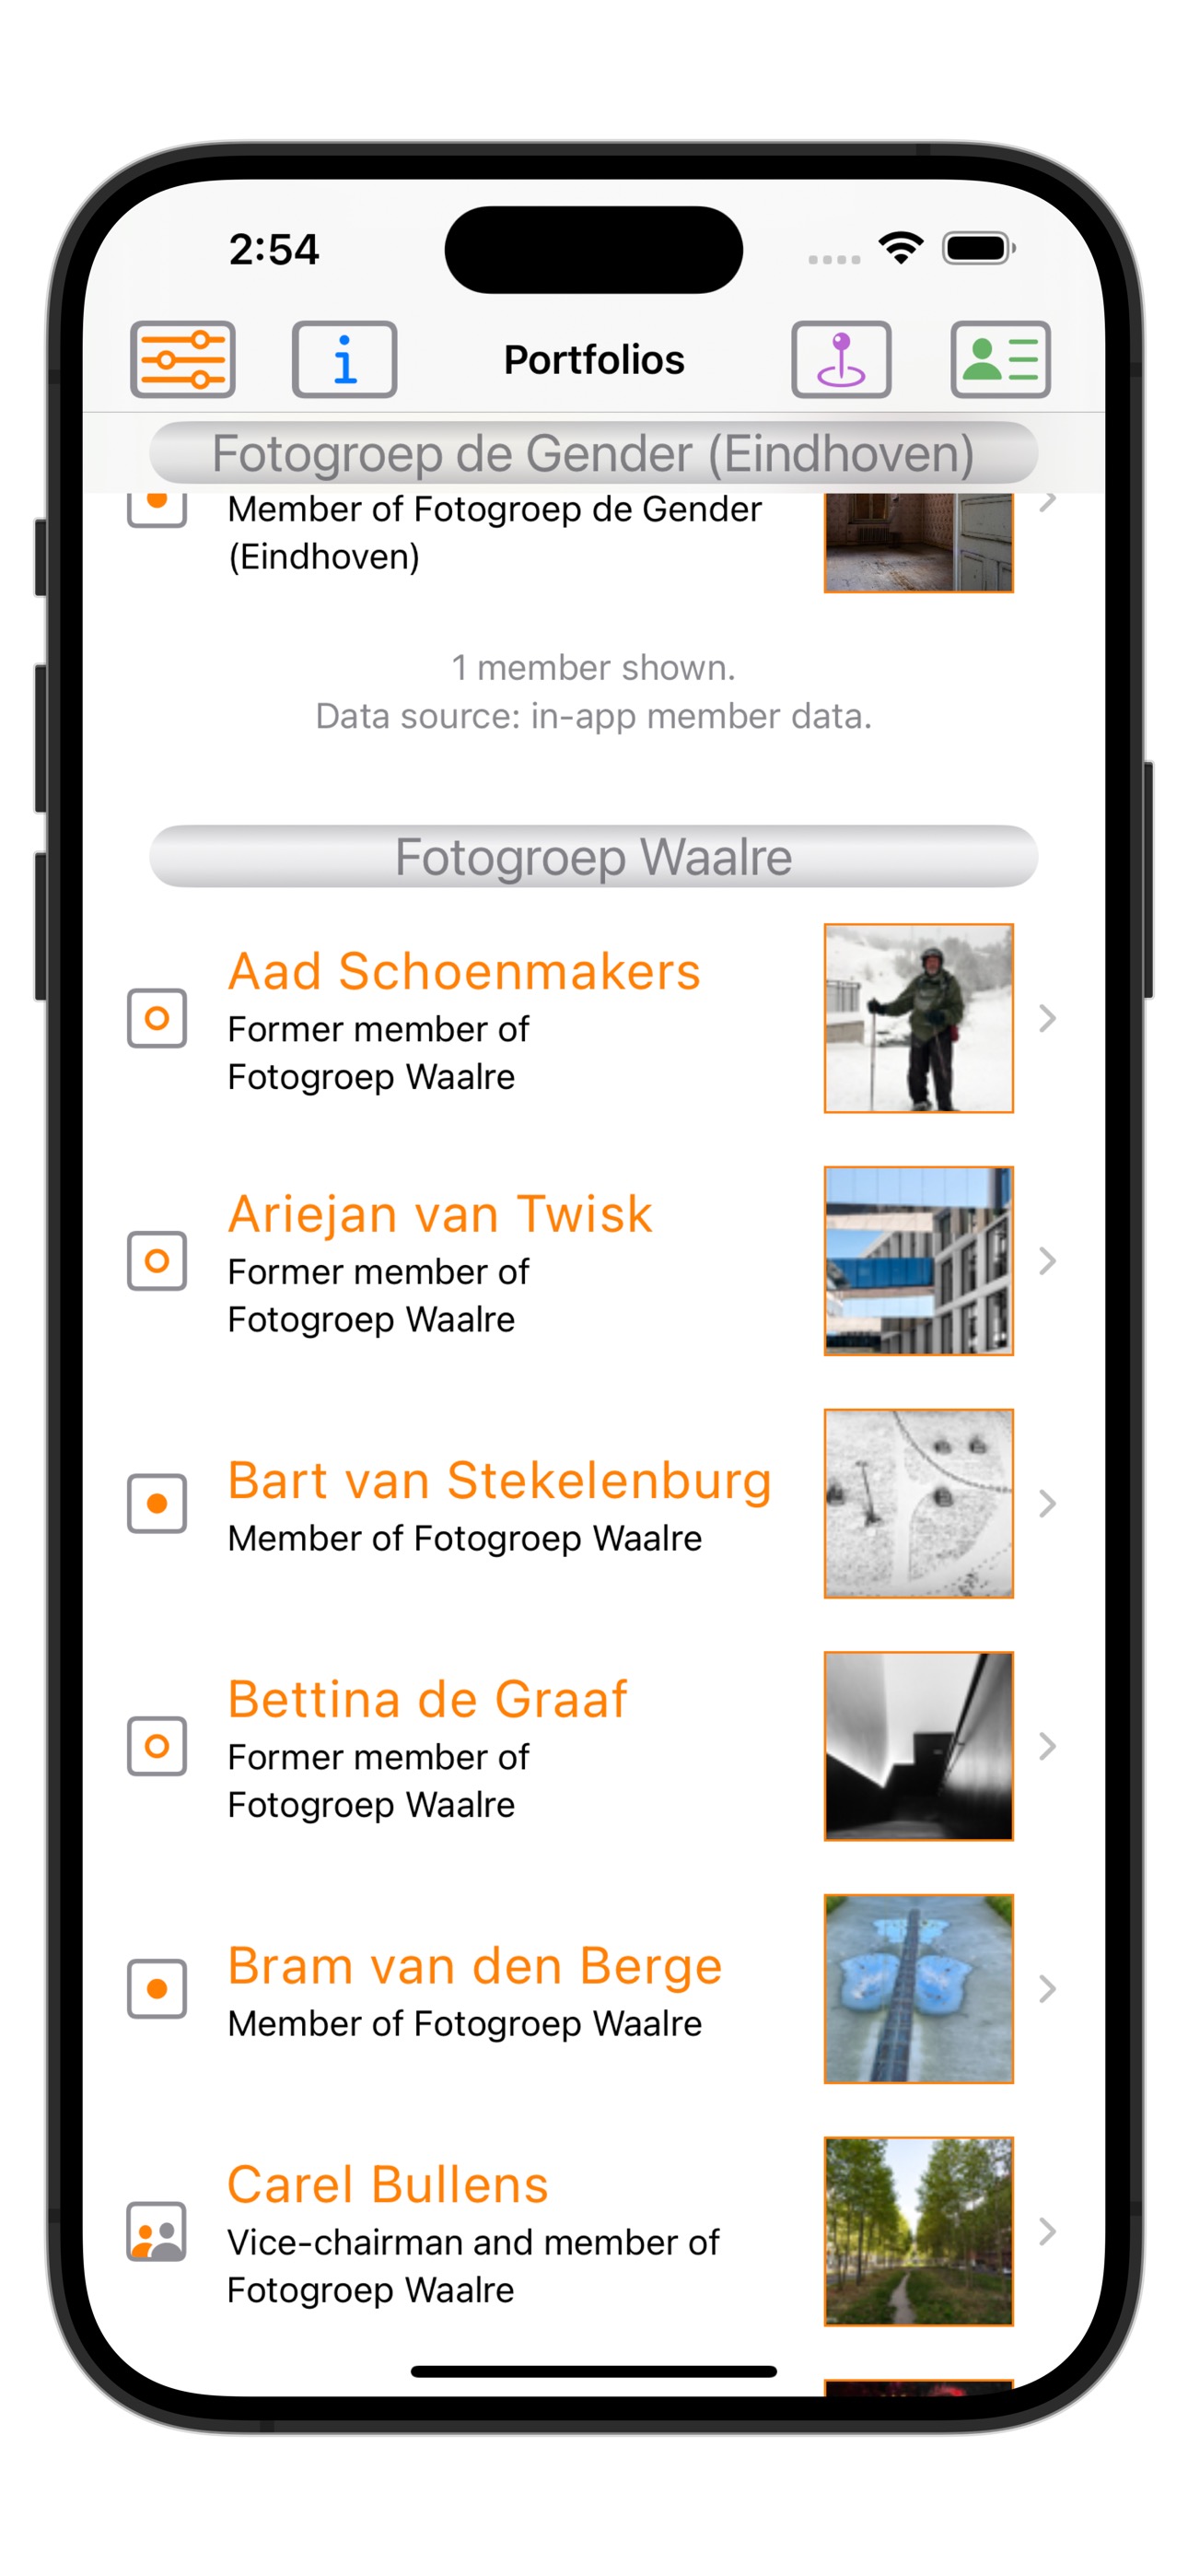 2:54
Portfolios
Fotogroep de Gender (Eindhoven)
Member of Fotogroep de Gender
(Eindhoven)
1 member shown.
Data source: in-app member data.
Fotogroep Waalre
Aad Schoenmakers
Former member of
Fotogroep Waalre
Ariejan van Twisk
Former member of
Fotogroep Waalre
Bart van Stekelenburg
Member of Fotogroep Waalre
Bettina de Graaf
Former member of
Fotogroep Waalre
Bram van den Berge
Member of Fotogroep Waalre
Carel Bullens
Vice-chairman and member of
Fotogroep Waalre